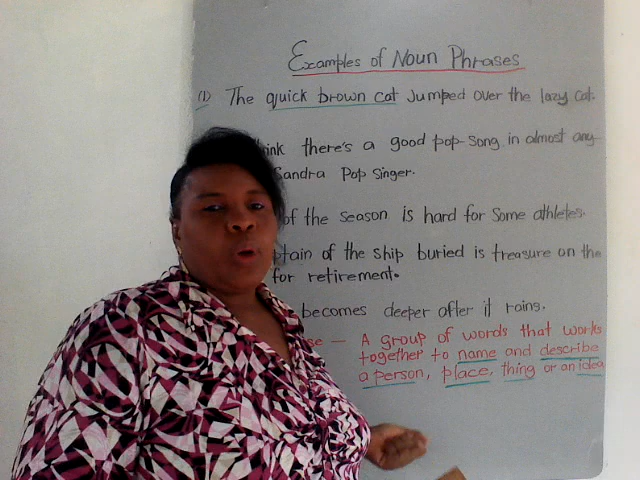 Examples of Noun Phrases
(1) The quick brown cat jumped over the lazy cat.
there's a good pop song in almost any
Sandra Pop Singer.
of the season is hard for some athletes.
of the ship buried is treasure on the
for retirement.
becomes deeper after it rains.
— A group of words that works
together to name and describe
a person, place, thing or an idea